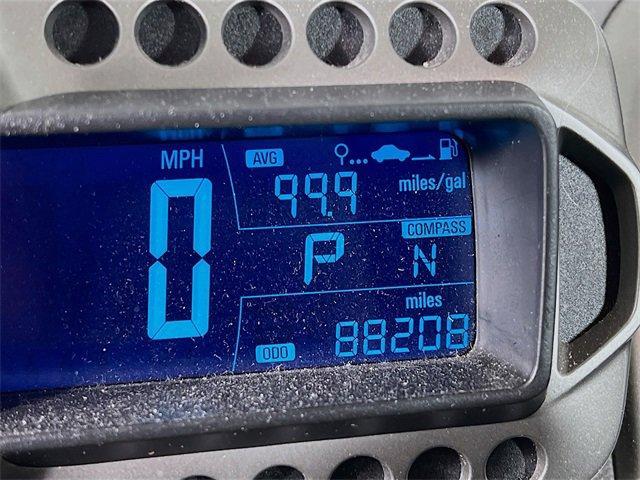 MPH
0
AVG
99.9 miles/gal
P
COMPASS
N
miles
ODO 88208